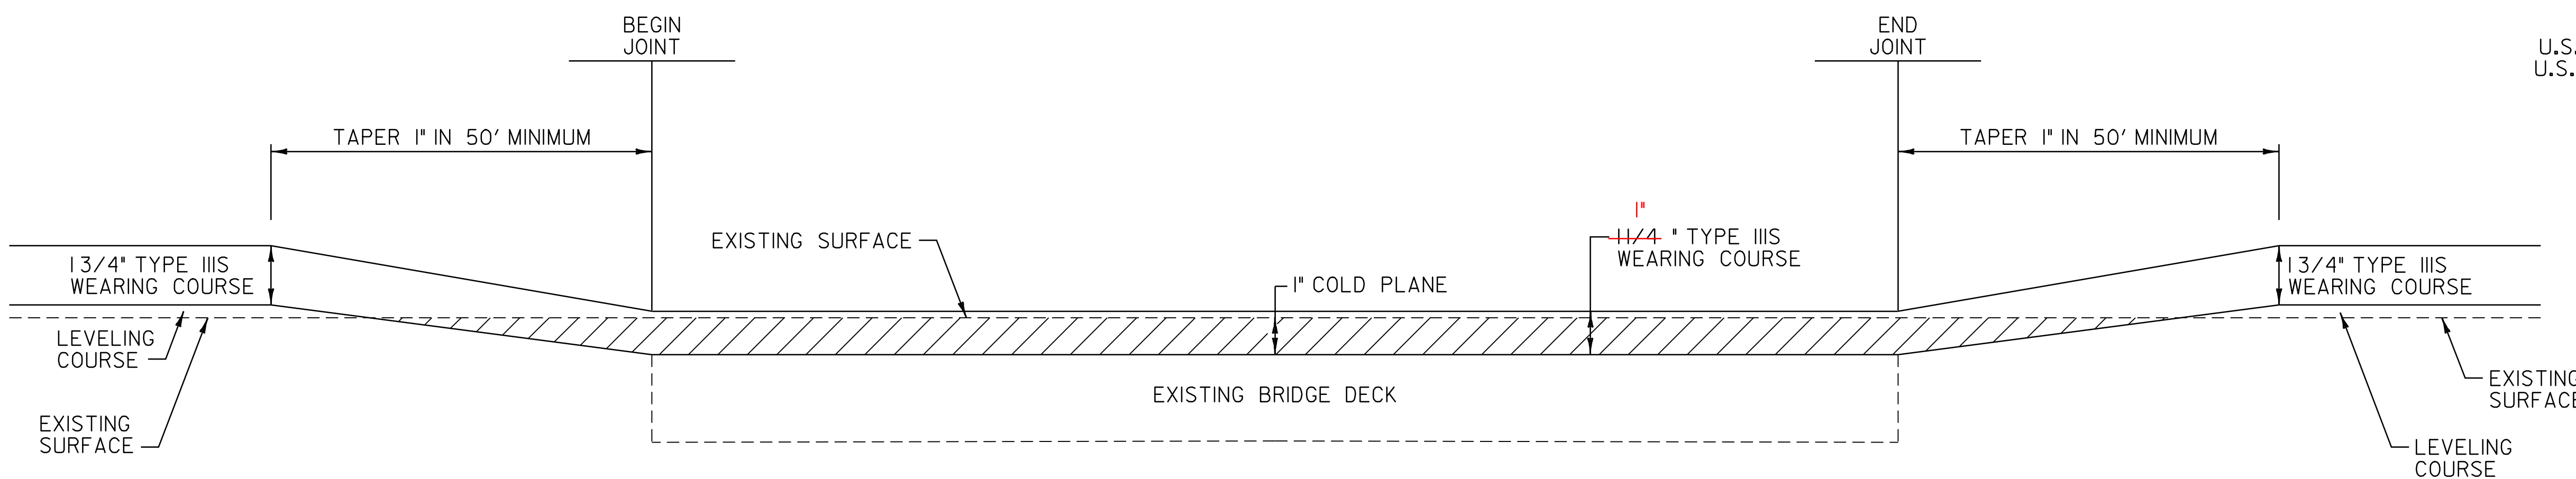 BEGIN
JOINT
END
JOINT
U.S.
U.S.
TAPER 1" IN 50' MINIMUM
TAPER 1" IN 50' MINIMUM
1"
1 1/4 " TYPE IIIS
WEARING COURSE
EXISTING SURFACE
1 3/4" TYPE IIIS
WEARING COURSE
1" COLD PLANE
1 3/4" TYPE IIIS
WEARING COURSE
LEVELING
COURSE
EXISTING BRIDGE DECK
EXISTING
SURFACE
EXISTING
SURFACE
LEVELING
COURSE